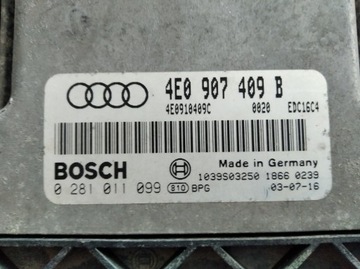 4E0 907 409 B
4E0910409C 0020 EDC16C4
BOSCH
Made in Germany
1039S03250 1866 0239
0 281 011 099 810 BPG 03-07-16